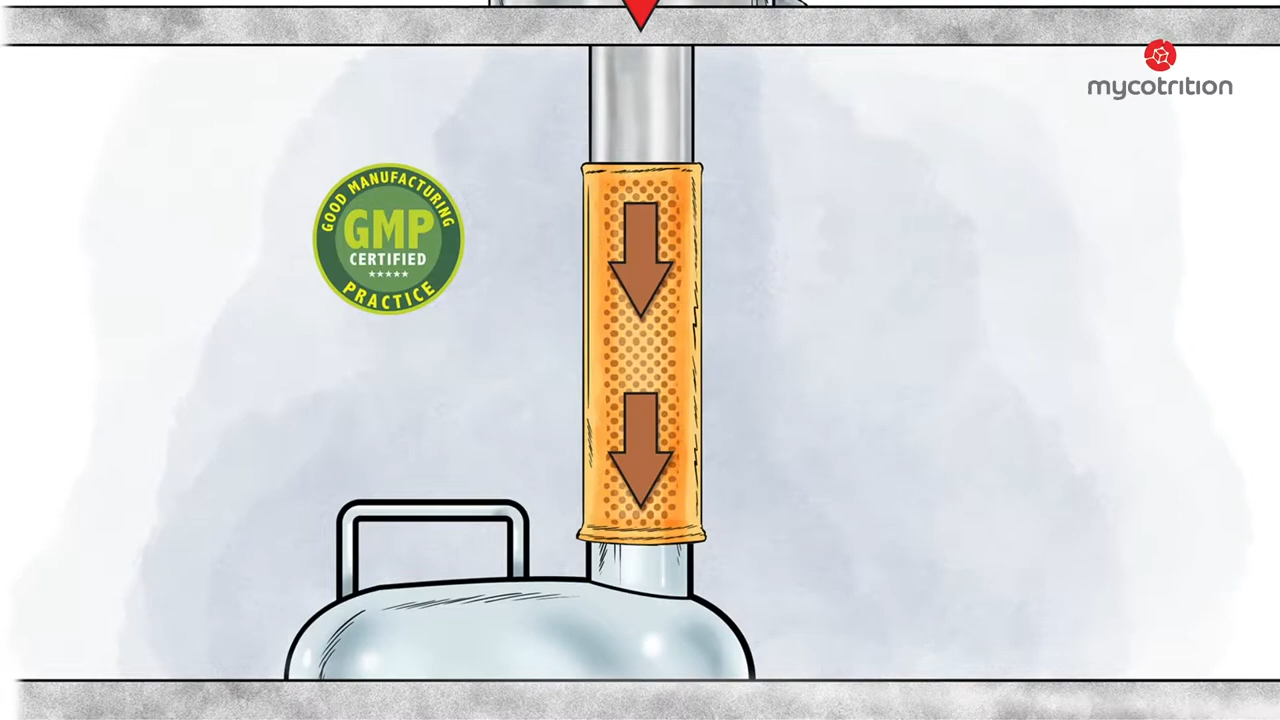 mycotrition
GOOD MANUFACTURING
GMP
CERTIFIED
PRACTICE